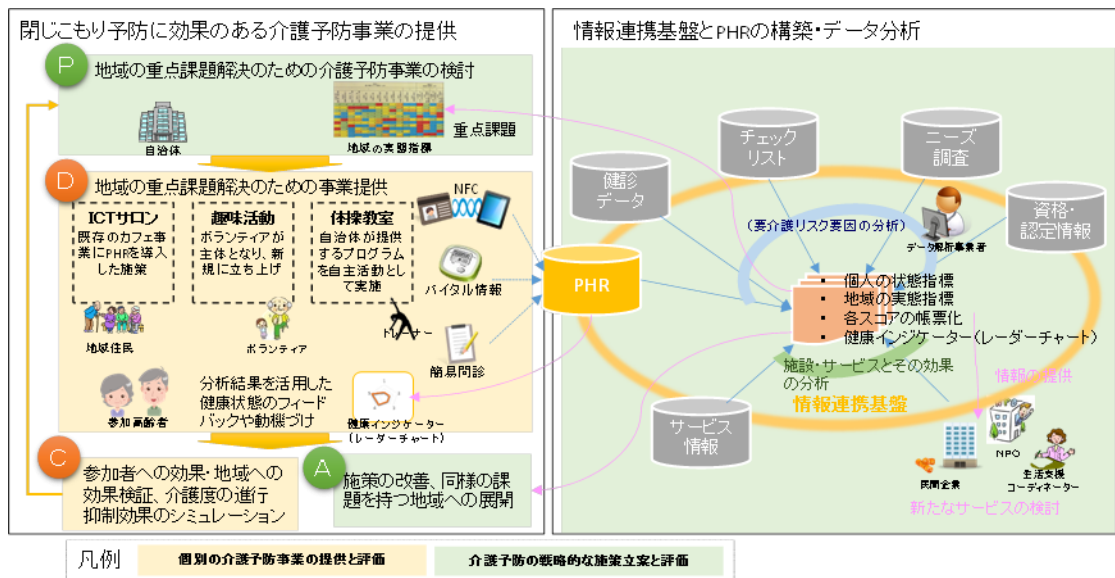 閉じこもり予防に効果のある介護予防事業の提供
P
地域の重点課題解決のための介護予防事業の検討
自治体
地域の実態指標
重点課題
D
地域の重点課題解決のための事業提供
ICTサロン
既存のカフェ事
業にPHRを導入
した施策
趣味活動
ボランティアが
主体となり、新
規に立ち上げ
体操教室
自治体が提供
するプログラム
を自主活動とし
て実施
NFC
バイタル情報
簡易問診
地域住民
ボランティア
トレーナー
参加高齢者
分析結果を活用した
健康状態のフィード
バックや動機づけ
健康インジケーター
(レーダーチャート)
C
参加者への効果・地域への
効果検証、介護度の進行
抑制効果のシミュレーション
A
施策の改善、同様の課
題を持つ地域への展開
情報連携基盤とPHRの構築・データ分析
チェック
リスト
ニーズ
調査
健診
データ
資格・
認定情報
(要介護リスク要因の分析)
データ解析事業者
PHR
• 個人の状態指標
• 地域の実態指標
• 各スコアの帳票化
• 健康インジケーター(レーダーチャート)
施設・サービスとその効果
の分析
情報連携基盤
サービス
情報
情報の提供
民間企業
NPO
生活支援
コーディネーター
新たなサービスの検討
凡例
個別の介護予防事業の提供と評価
介護予防の戦略的な施策立案と評価